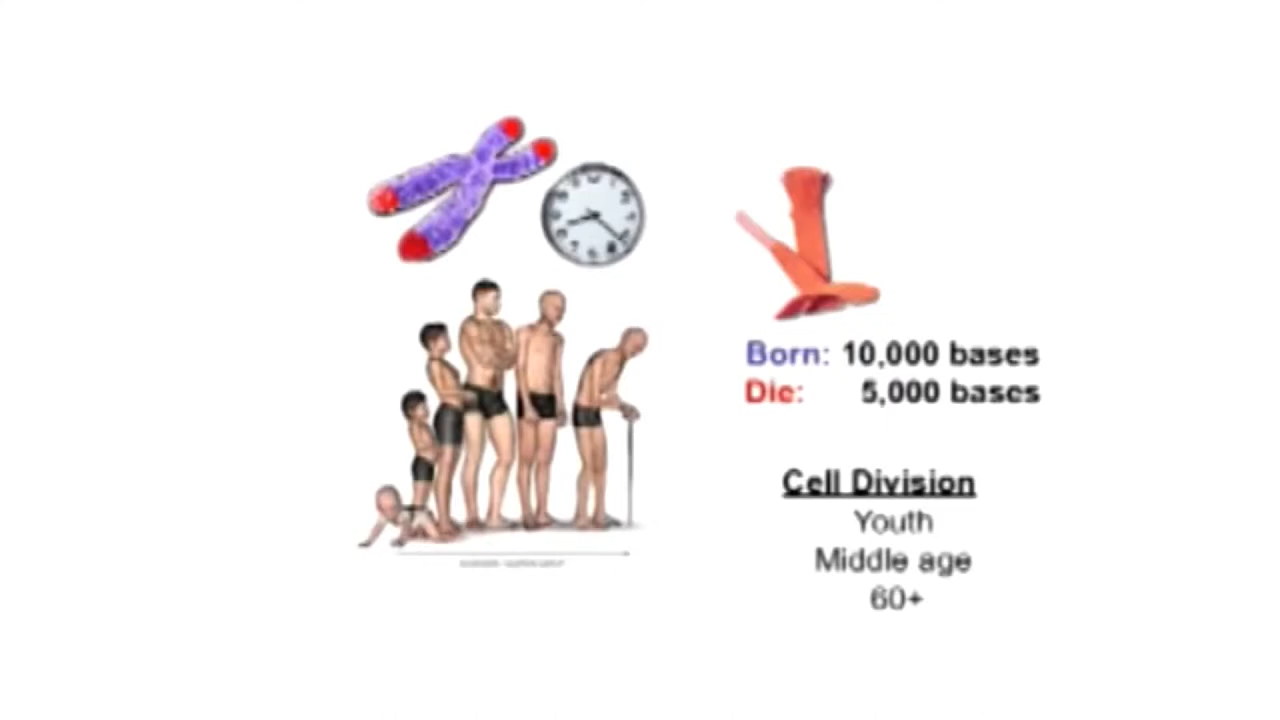 Born: 10,000 bases
Die: 5,000 bases
Cell Division
Youth
Middle age
60+